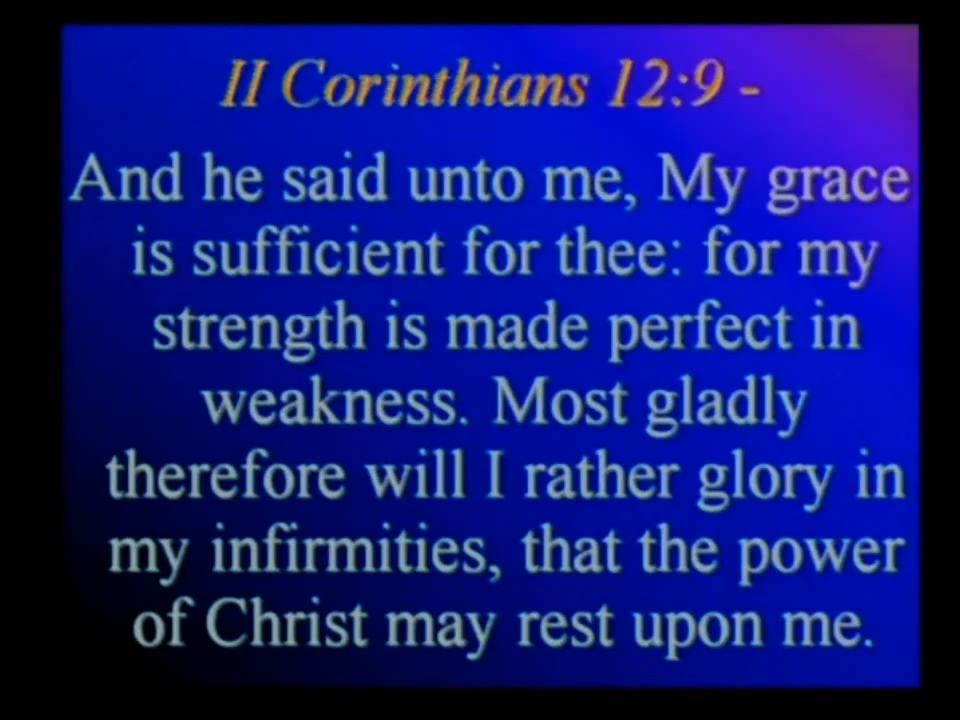 II Corinthians 12:9 -
And he said unto me, My grace
is sufficient for thee: for my
strength is made perfect in
weakness. Most gladly
therefore will I rather glory in
my infirmities, that the power
of Christ may rest upon me.